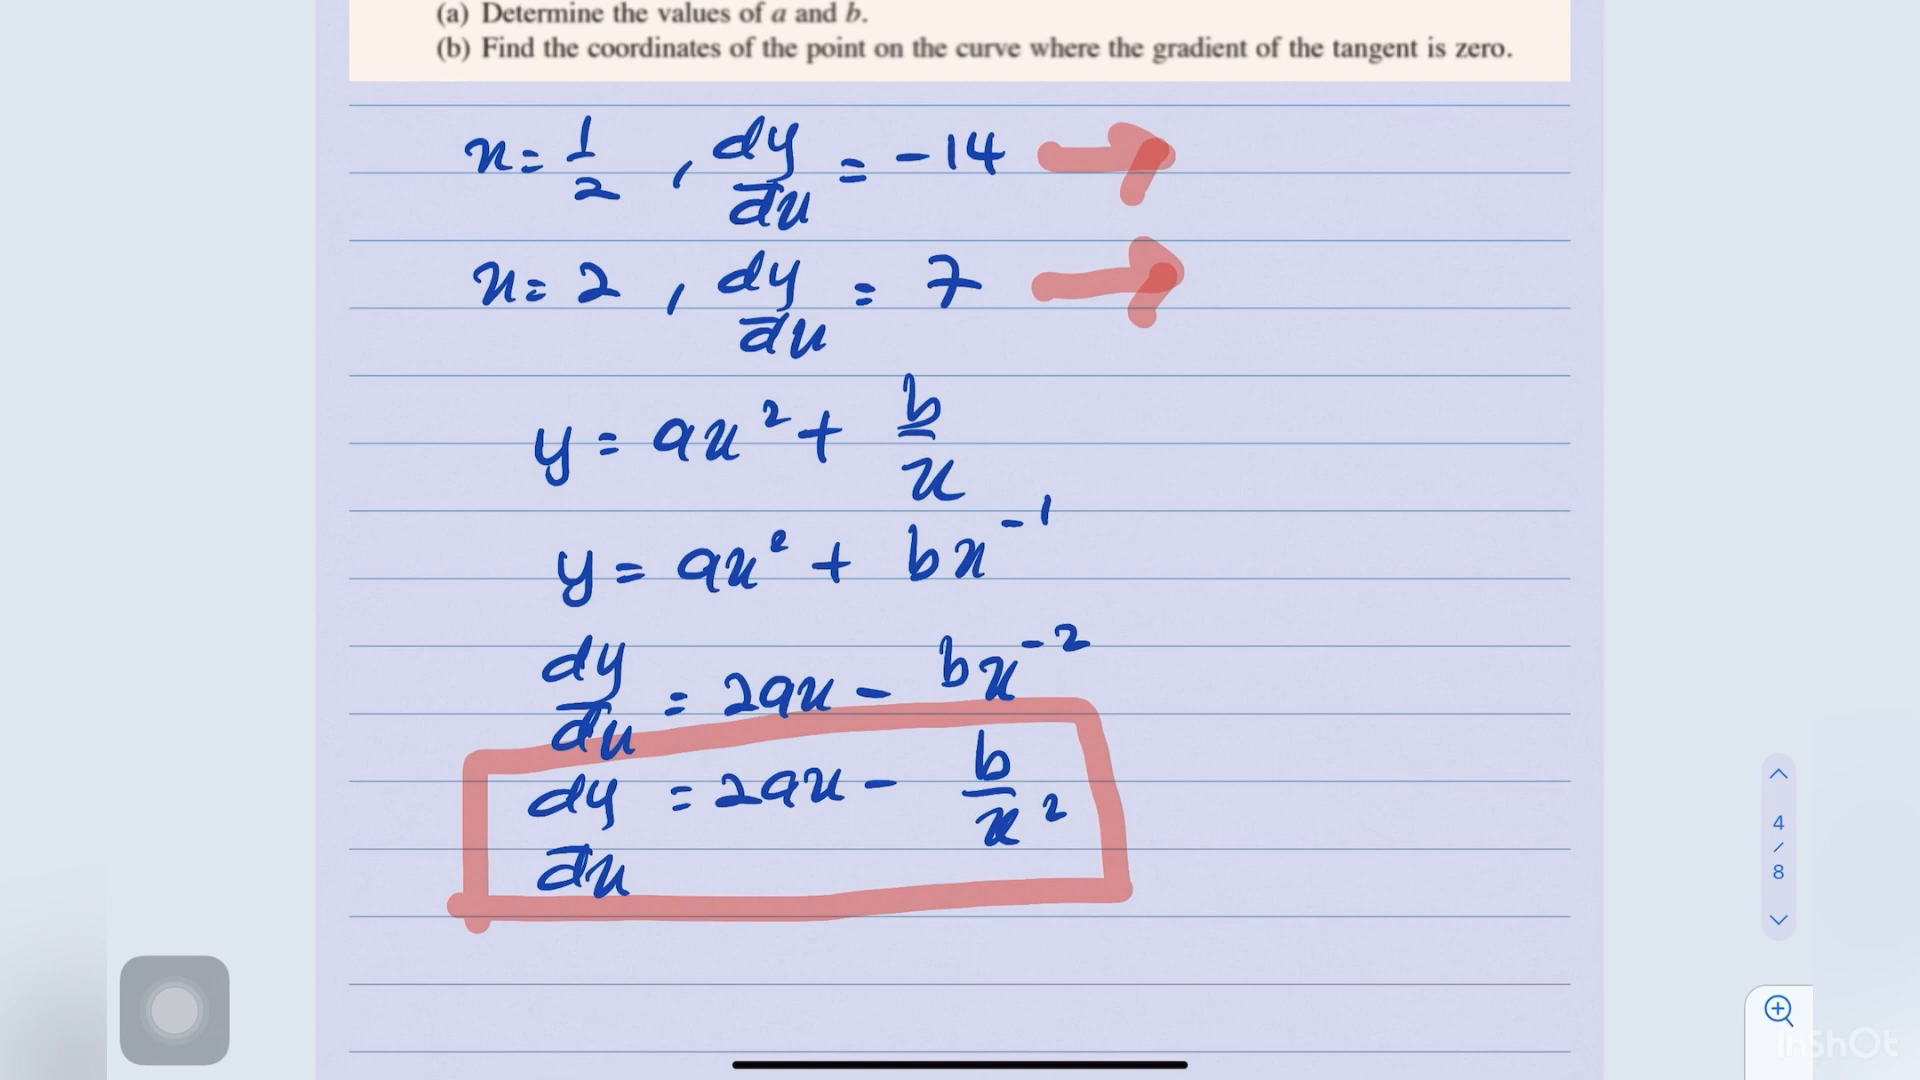 (a) Determine the values of a and b.
(b) Find the coordinates of the point on the curve where the gradient of the tangent is zero.
x = 1/2 , dy/dx = -14
x = 2 , dy/dx = 7
y = ax² + b/x
y = ax² + bx⁻¹
dy/dx = 2ax - bx⁻²
dy/dx = 2ax - b/x²
4
/
8
InShOt